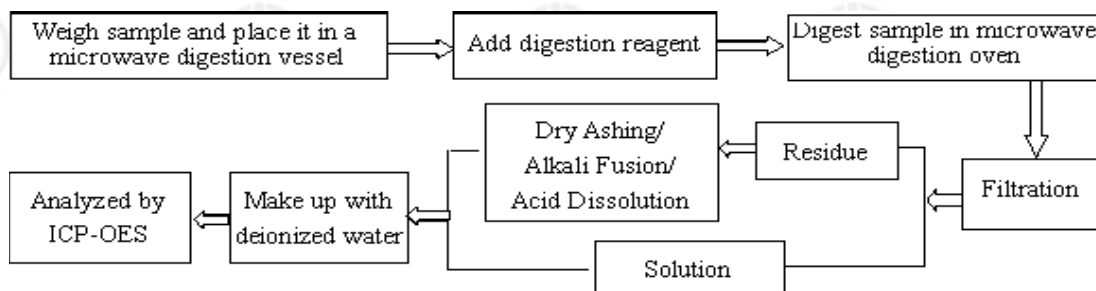 Weigh sample and place it in a
microwave digestion vessel
Add digestion reagent
Digest sample in microwave
digestion oven
Filtration
Residue
Solution
Dry Ashing/
Alkali Fusion/
Acid Dissolution
Make up with
deionized water
Analyzed by
ICP-OES